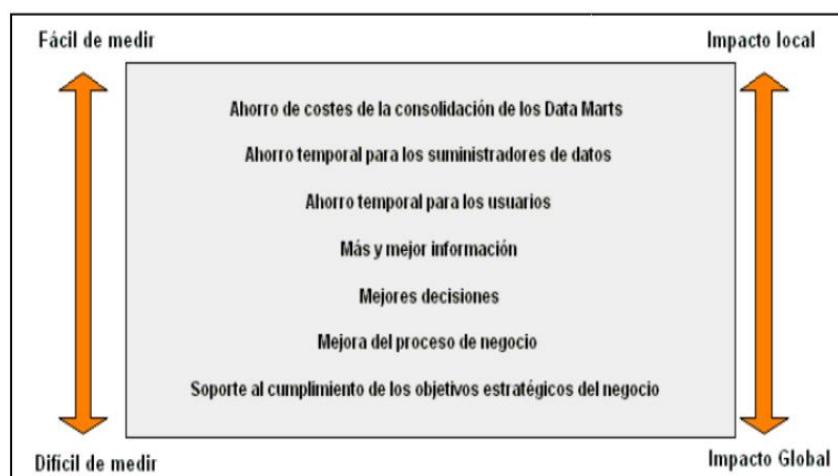 Fácil de medir
Impacto local
Ahorro de costes de la consolidación de los Data Marts
Ahorro temporal para los suministradores de datos
Ahorro temporal para los usuarios
Más y mejor información
Mejores decisiones
Mejora del proceso de negocio
Soporte al cumplimiento de los objetivos estratégicos del negocio
Difícil de medir
Impacto Global